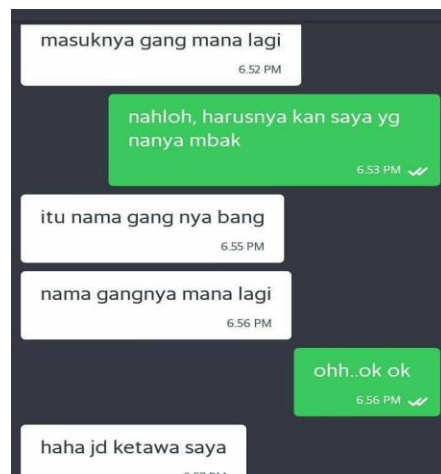 masuknya gang mana lagi
6.52 PM
nahloh, harusnya kan saya yg
nanya mbak
6.53 PM
itu nama gang nya bang
6.55 PM
nama gangnya mana lagi
6.56 PM
ohh..ok ok
6.56 PM
haha jd ketawa saya